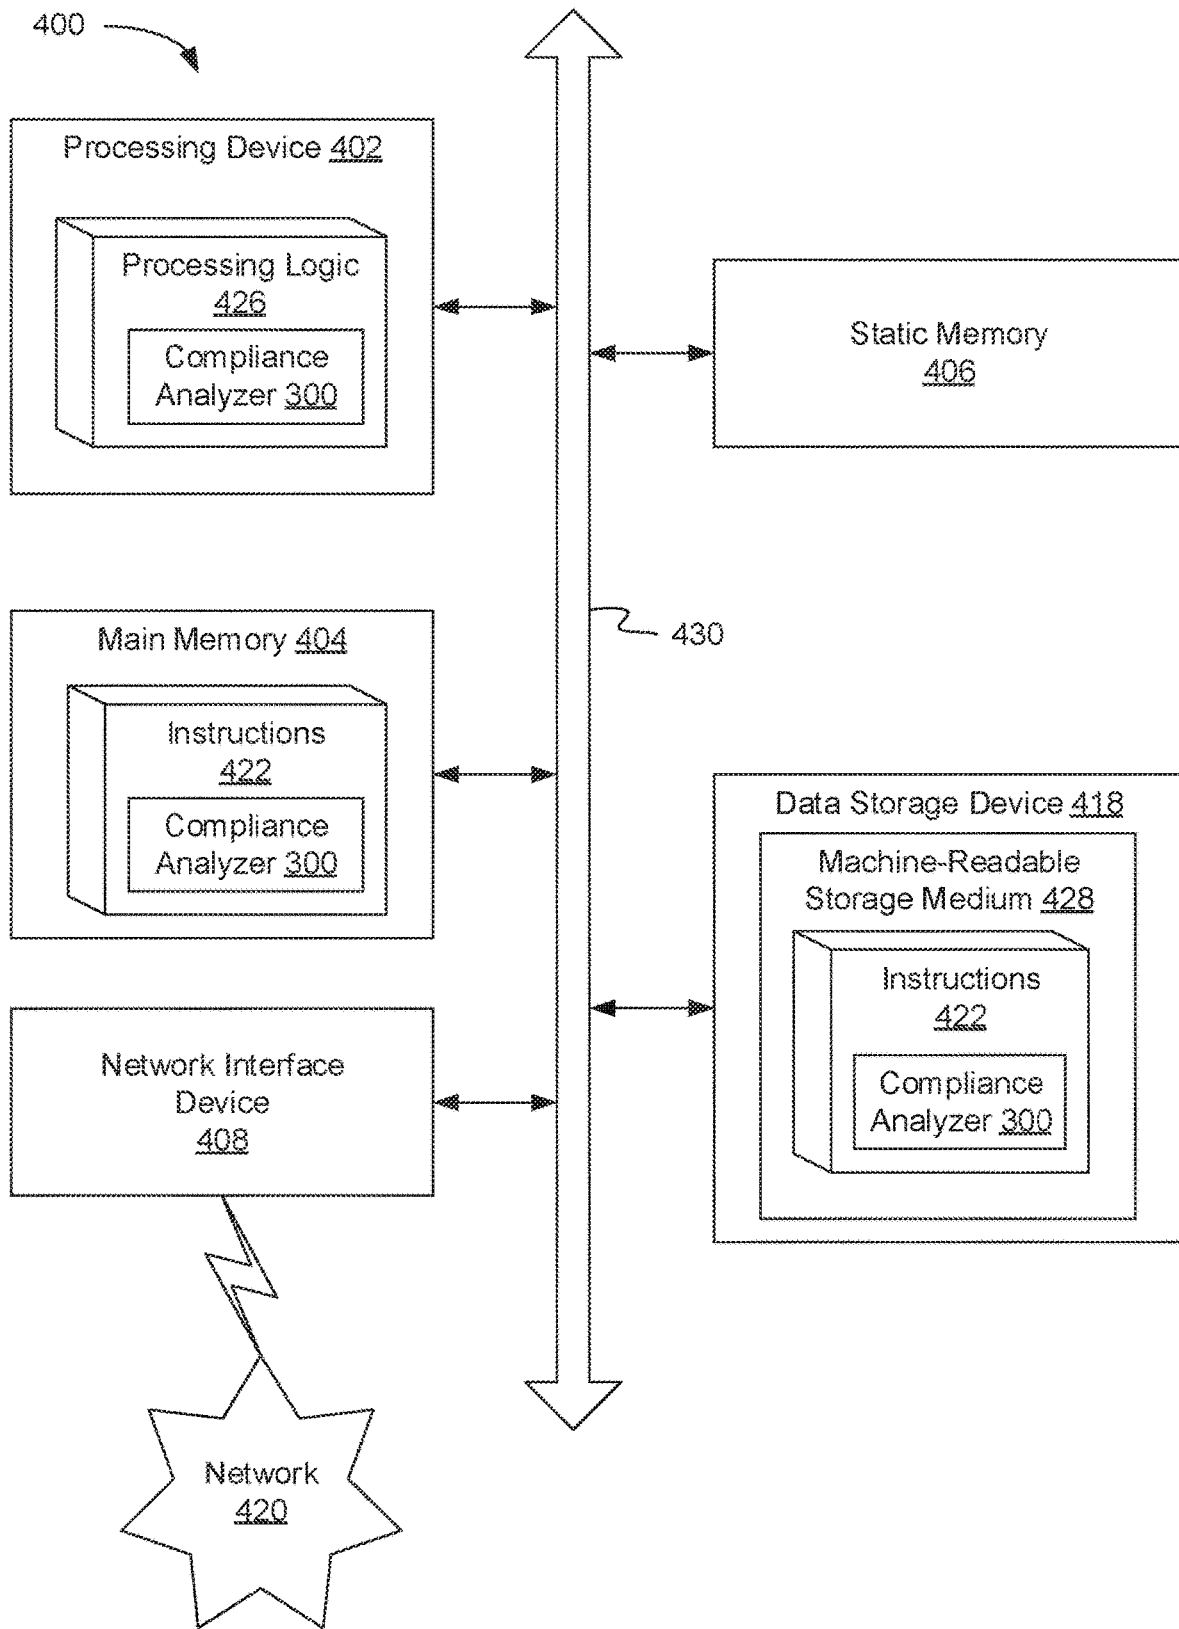 400
Processing Device 402
Processing Logic
426
Compliance
Analyzer 300
Static Memory
406
430
Main Memory 404
Instructions
422
Compliance
Analyzer 300
Data Storage Device 418
Machine-Readable
Storage Medium 428
Instructions
422
Compliance
Analyzer 300
Network Interface
Device
408
Network
420